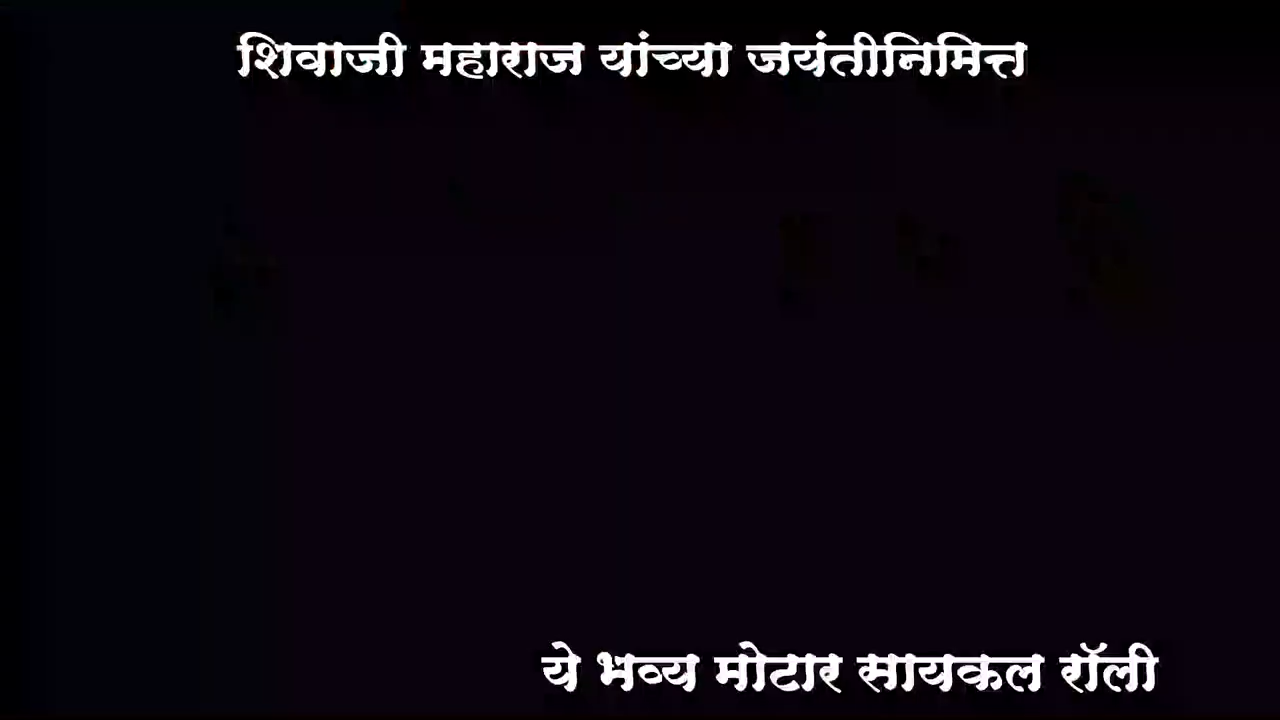 शिवाजी महाराज यांच्या जयंतीनिमित्त
ये भव्य मोटार सायकल रॉली